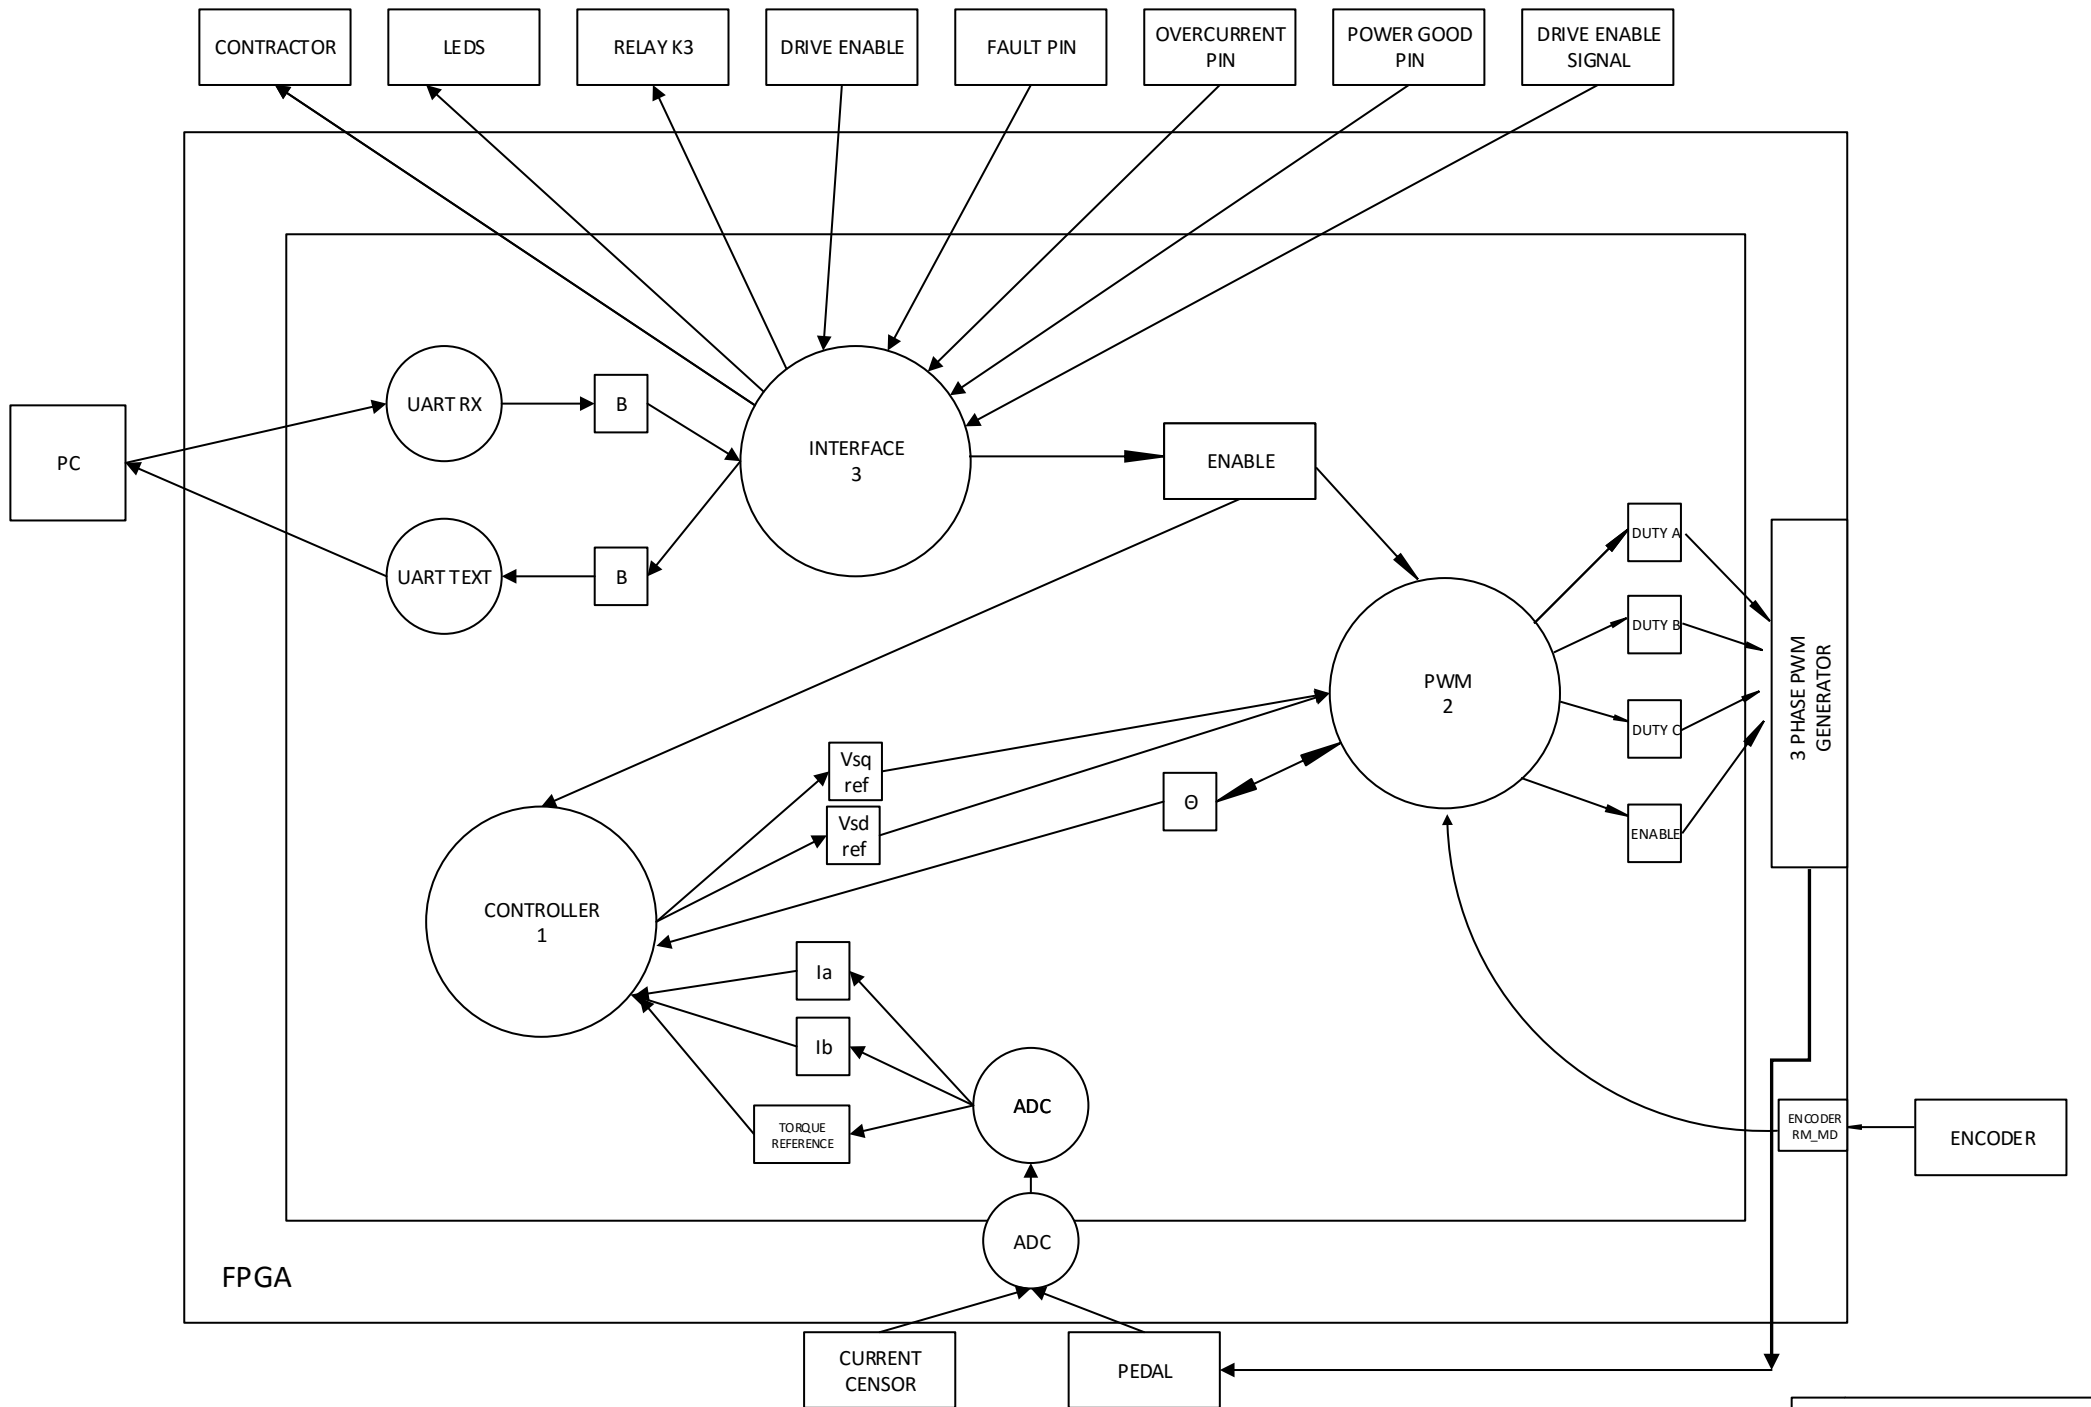 CONTRACTOR
LEDS
RELAY K3
DRIVE ENABLE
FAULT PIN
OVERCURRENT
PIN
POWER GOOD
PIN
DRIVE ENABLE
SIGNAL
PC
UART RX
B
INTERFACE
3
ENABLE
UART TEXT
B
DUTY A
DUTY B
DUTY C
ENABLE
3 PHASE PWM
GENERATOR
PWM
2
Vsq
ref
Vsd
ref
Θ
CONTROLLER
1
Ia
Ib
TORQUE
REFERENCE
ADC
ENCODER
RM_MD
ENCODER
ADC
FPGA
CURRENT
CENSOR
PEDAL